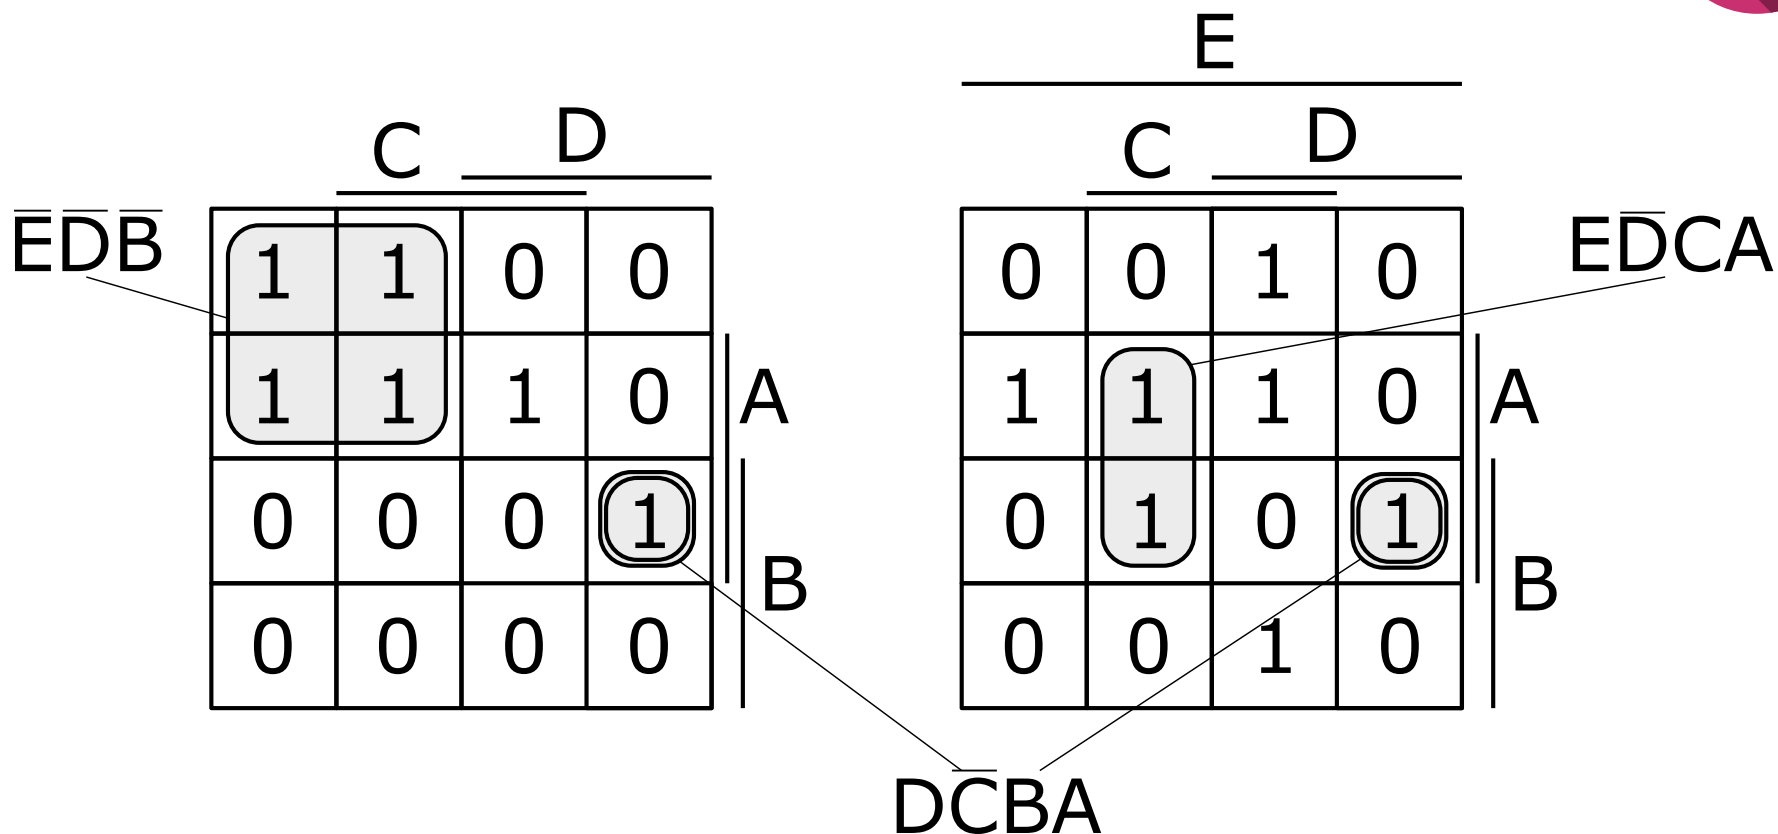 E
C D C D
E̅D̅B̅ 1 1 0 0 0 0 1 0 ED̅CA
1 1 1 0 A 1 1 1 0 A
0 0 0 1 0 1 0 1
B B
0 0 0 0 0 0 1 0
DC̅BA